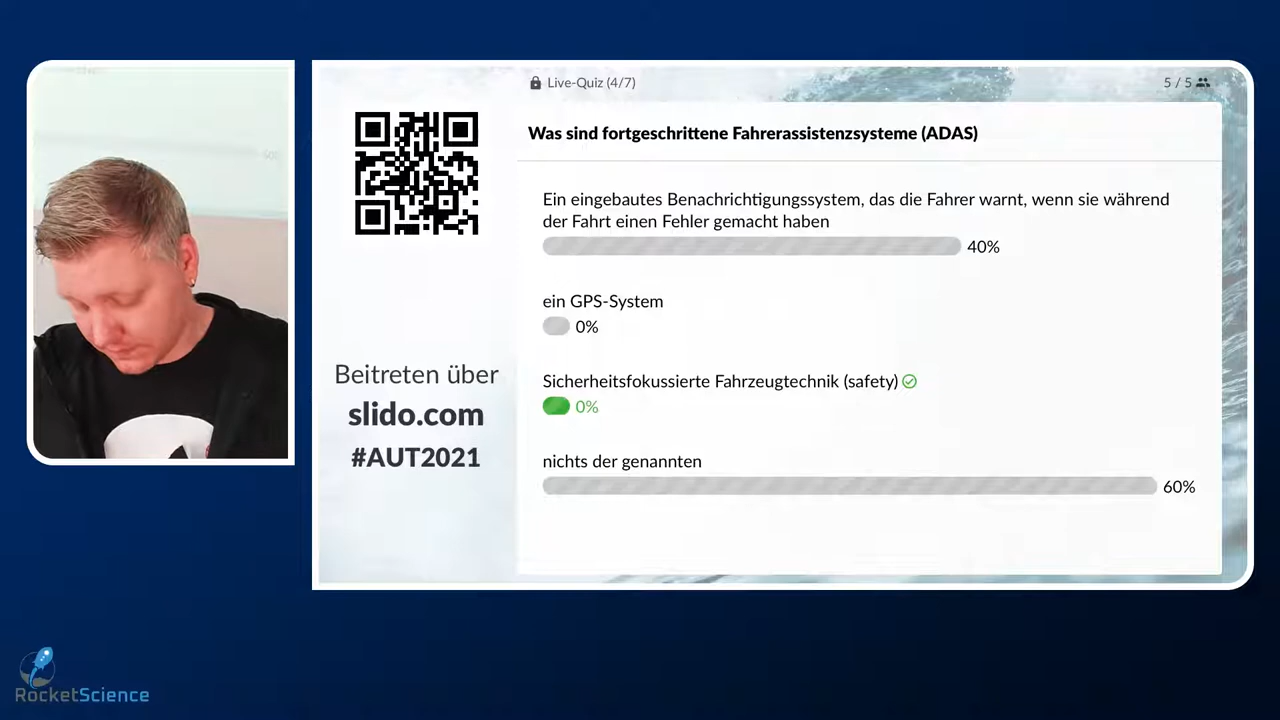 Live-Quiz (4/7)
5 / 5
Was sind fortgeschrittene Fahrerassistenzsysteme (ADAS)
Ein eingebautes Benachrichtigungssystem, das die Fahrer warnt, wenn sie während
der Fahrt einen Fehler gemacht haben
40%
ein GPS-System
0%
Sicherheitsfokussierte Fahrzeugtechnik (safety)
0%
nichts der genannten
60%
Beitreten über
slido.com
#AUT2021
RocketScience